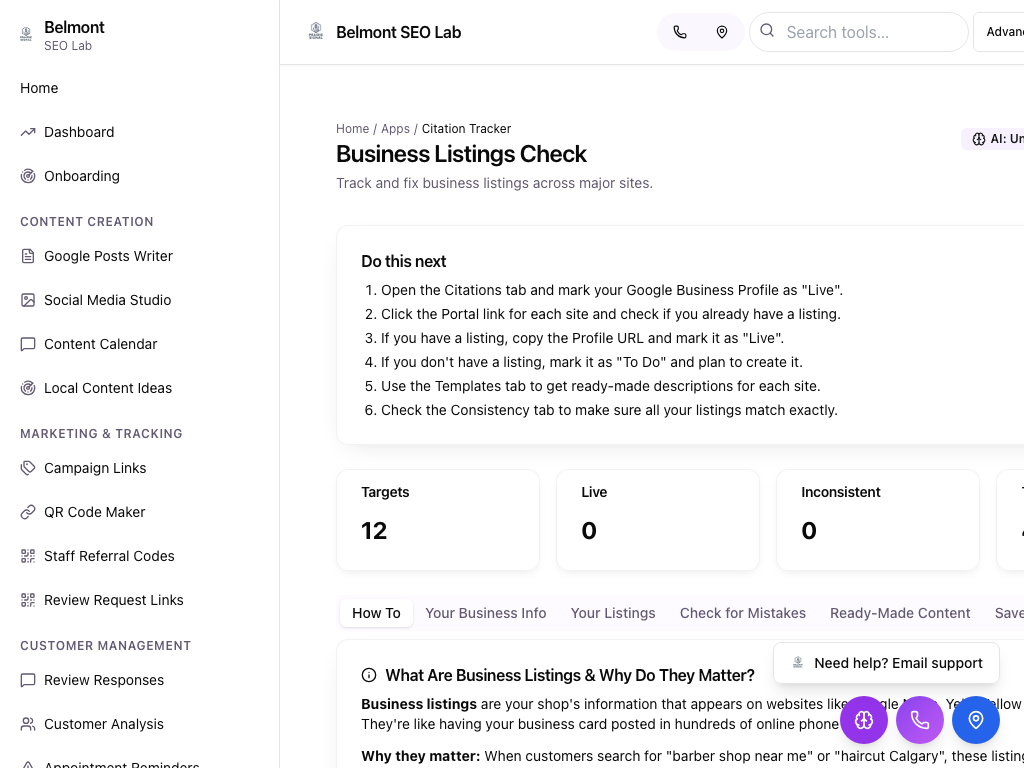 Belmont
SEO Lab
Home
Dashboard
Onboarding
CONTENT CREATION
Google Posts Writer
Social Media Studio
Content Calendar
Local Content Ideas
MARKETING & TRACKING
Campaign Links
QR Code Maker
Staff Referral Codes
Review Request Links
CUSTOMER MANAGEMENT
Review Responses
Customer Analysis
Appointment Reminders
Belmont SEO Lab
Search tools...
Advan
Home / Apps / Citation Tracker
AI: Un
Business Listings Check
Track and fix business listings across major sites.
Do this next
1. Open the Citations tab and mark your Google Business Profile as "Live".
2. Click the Portal link for each site and check if you already have a listing.
3. If you have a listing, copy the Profile URL and mark it as "Live".
4. If you don't have a listing, mark it as "To Do" and plan to create it.
5. Use the Templates tab to get ready-made descriptions for each site.
6. Check the Consistency tab to make sure all your listings match exactly.
Targets
12
Live
0
Inconsistent
0
How To
Your Business Info
Your Listings
Check for Mistakes
Ready-Made Content
Save
Need help? Email support
What Are Business Listings & Why Do They Matter?
Business listings are your shop's information that appears on websites like
They're like having your business card posted in hundreds of online phone
Why they matter: When customers search for "barber shop near me" or "haircut Calgary", these listing